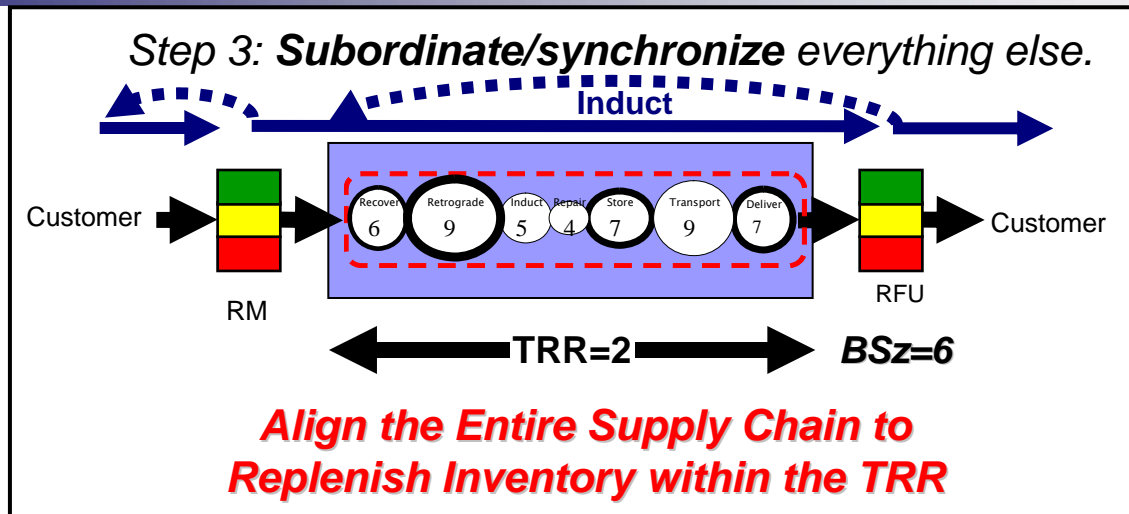 Step 3: Subordinate/synchronize everything else.
Induct
Recover Retrograde Induct Repair Store Transport Deliver
6 9 5 4 7 9 7
Customer
Customer
RM
RFU
TRR=2
BSz=6
Align the Entire Supply Chain to
Replenish Inventory within the TRR